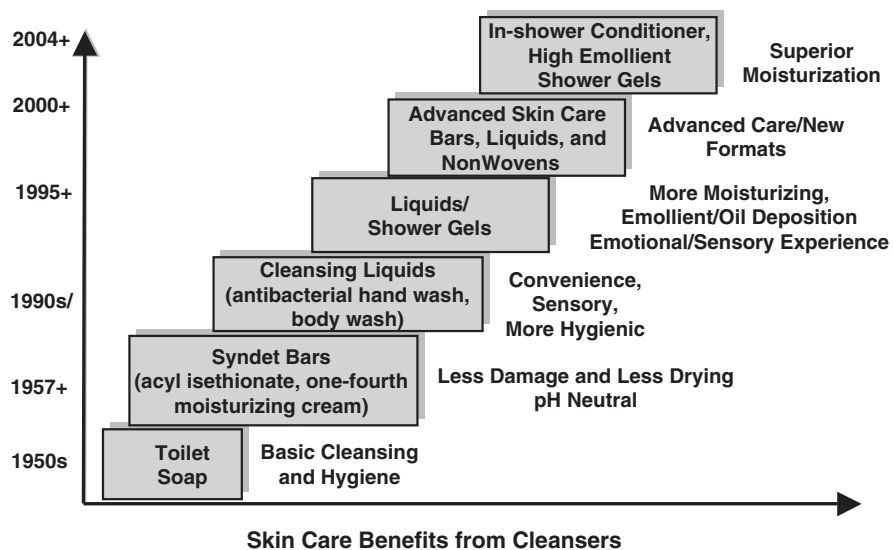 2004+
In-shower Conditioner,
High Emollient
Shower Gels
Superior
Moisturization
2000+
Advanced Skin Care
Bars, Liquids, and
NonWovens
Advanced Care/New
Formats
1995+
Liquids/
Shower Gels
More Moisturizing,
Emollient/Oil Deposition
Emotional/Sensory Experience
1990s/
Cleansing Liquids
(antibacterial hand wash,
body wash)
Convenience,
Sensory,
More Hygienic
1957+
Syndet Bars
(acyl isethionate, one-fourth
moisturizing cream)
Less Damage and Less Drying
pH Neutral
1950s
Toilet
Soap
Basic Cleansing
and Hygiene
Skin Care Benefits from Cleansers